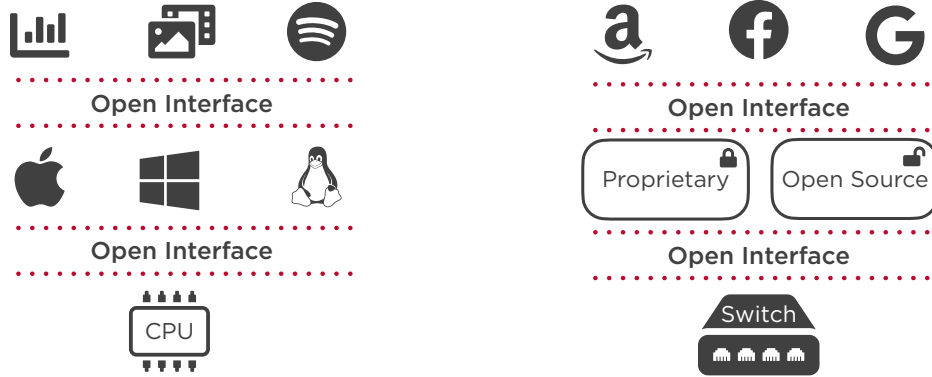 Open Interface
Open Interface
CPU
Open Interface
Proprietary
Open Source
Open Interface
Switch